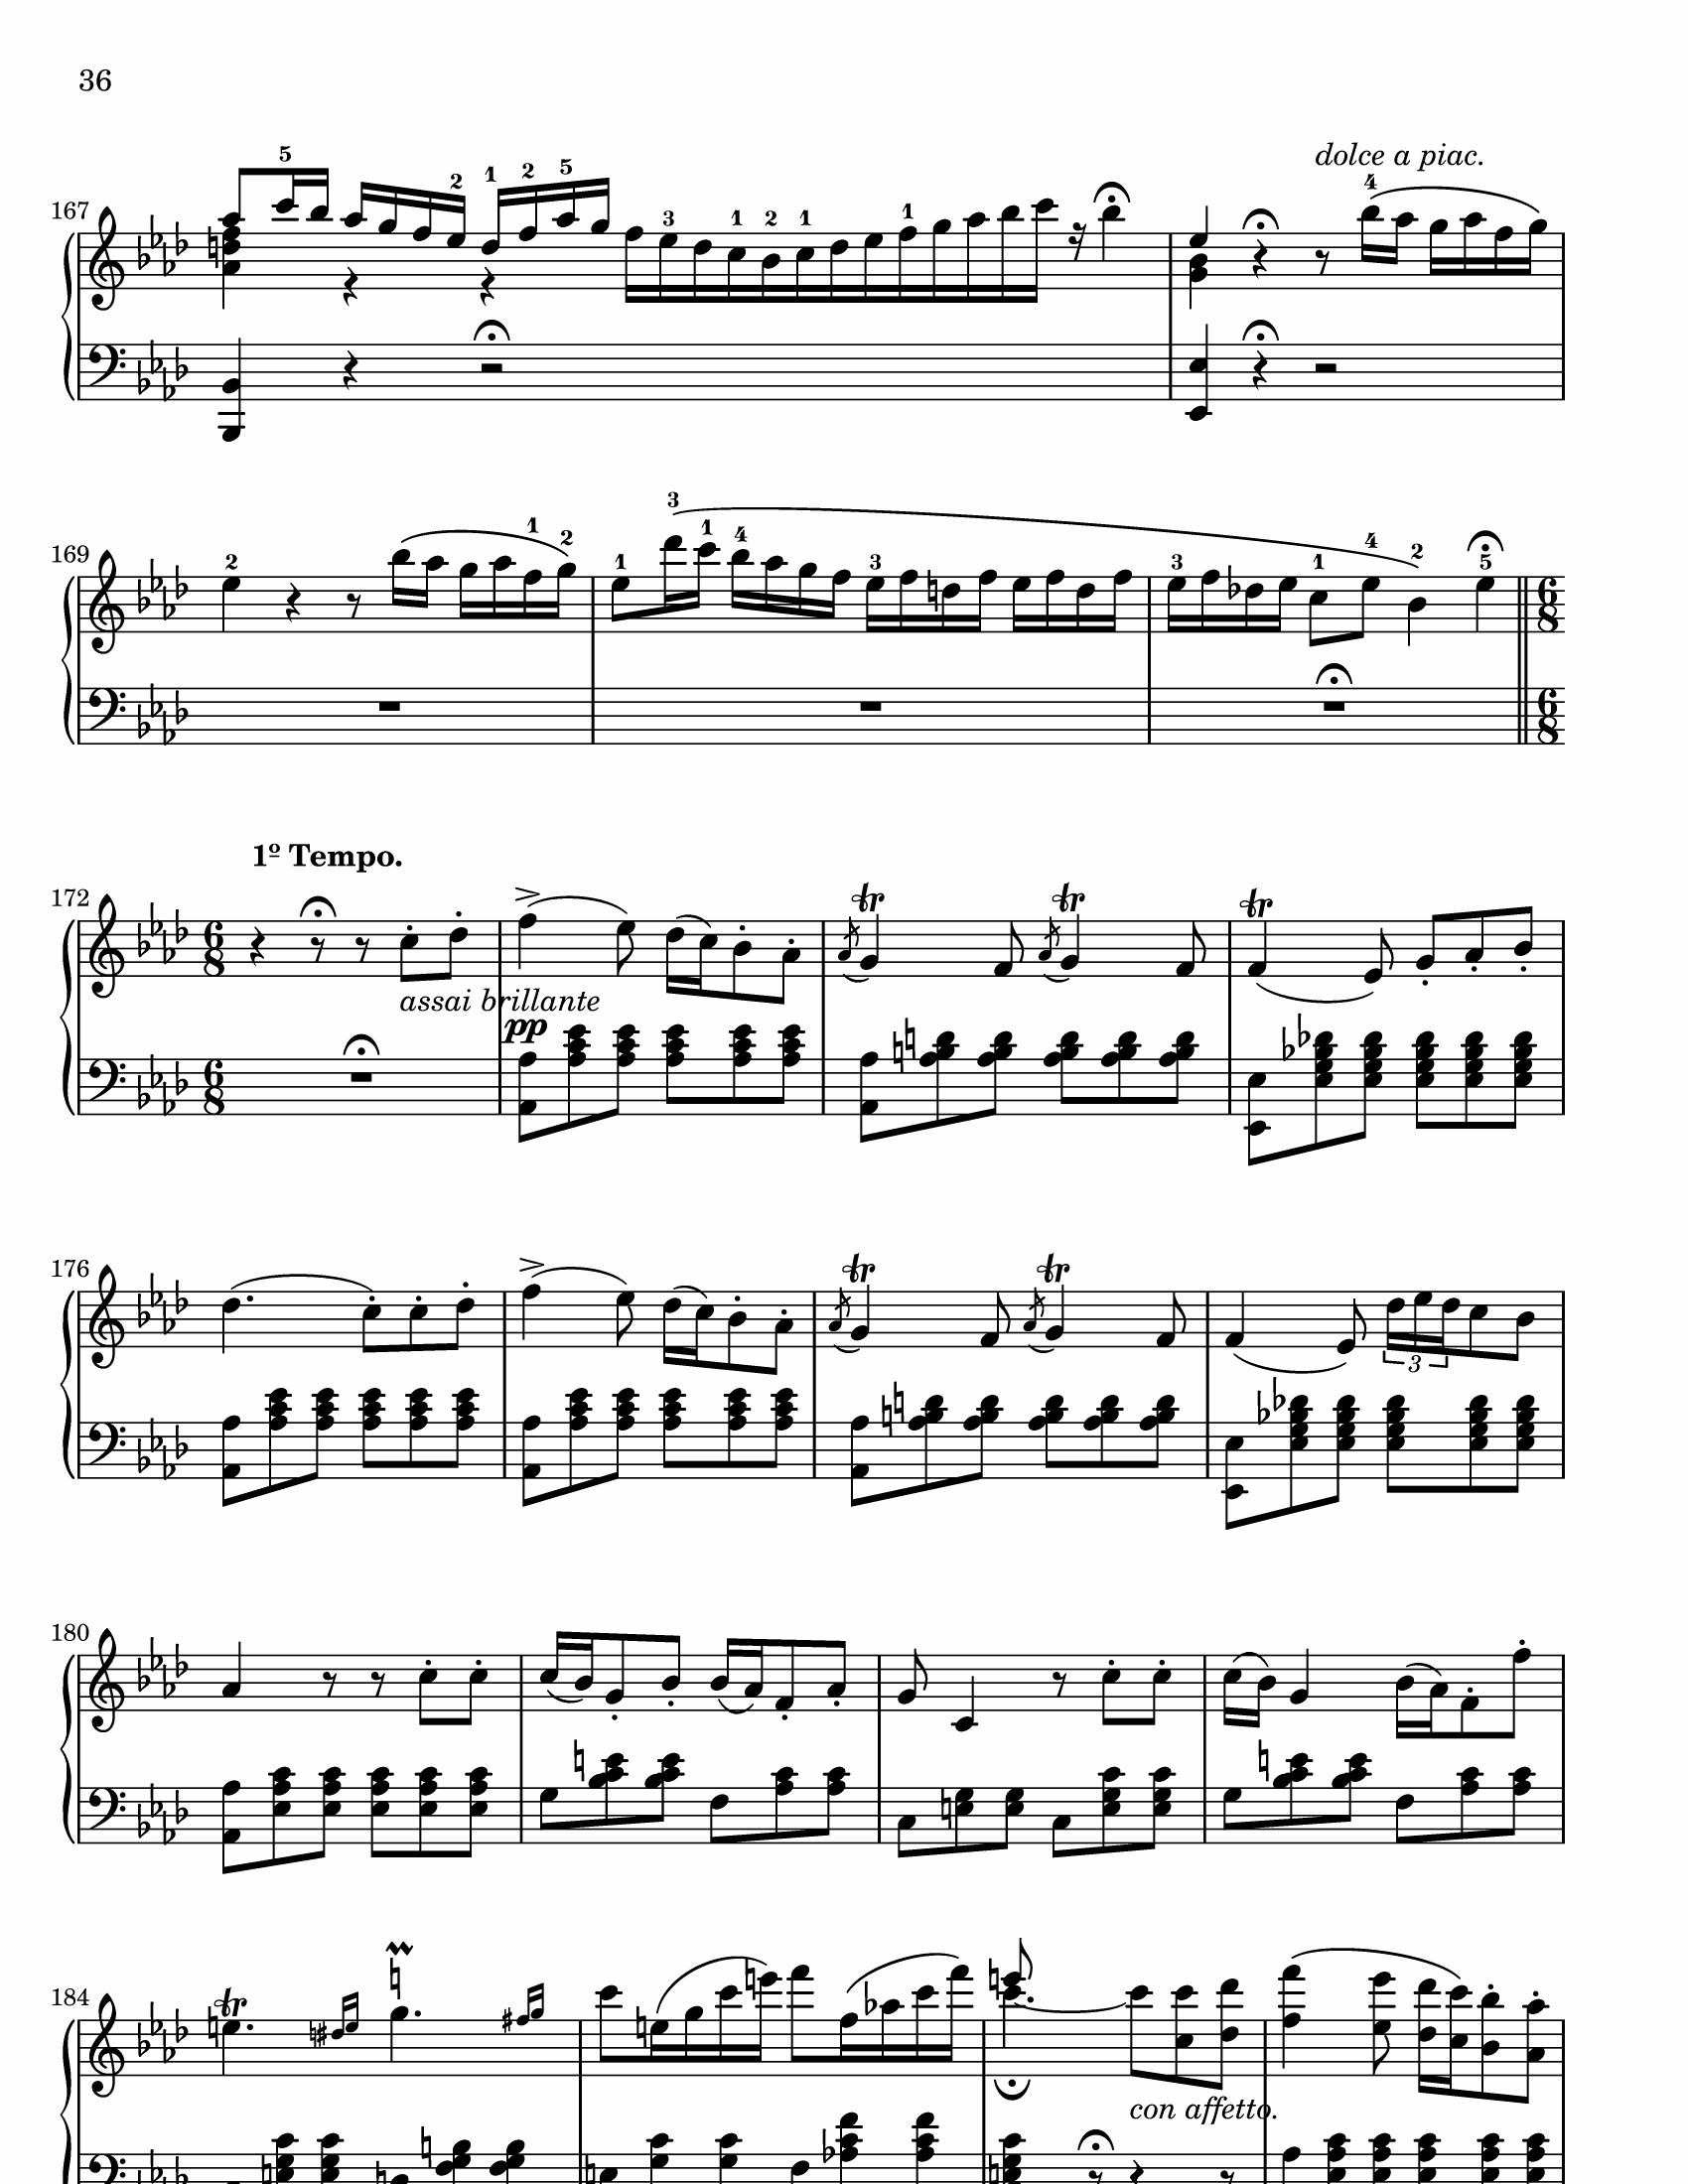 36
5 2 1 2 5 3 1 2 1 1 4
dolce a piac.
167
169
2 1 2 1 3 1 4 3 3 1 4 2 5
6
8
1º Tempo.
172
6
8
assai brillante
pp
tr tr tr
176
tr tr
3
180
184
tr
con affetto.